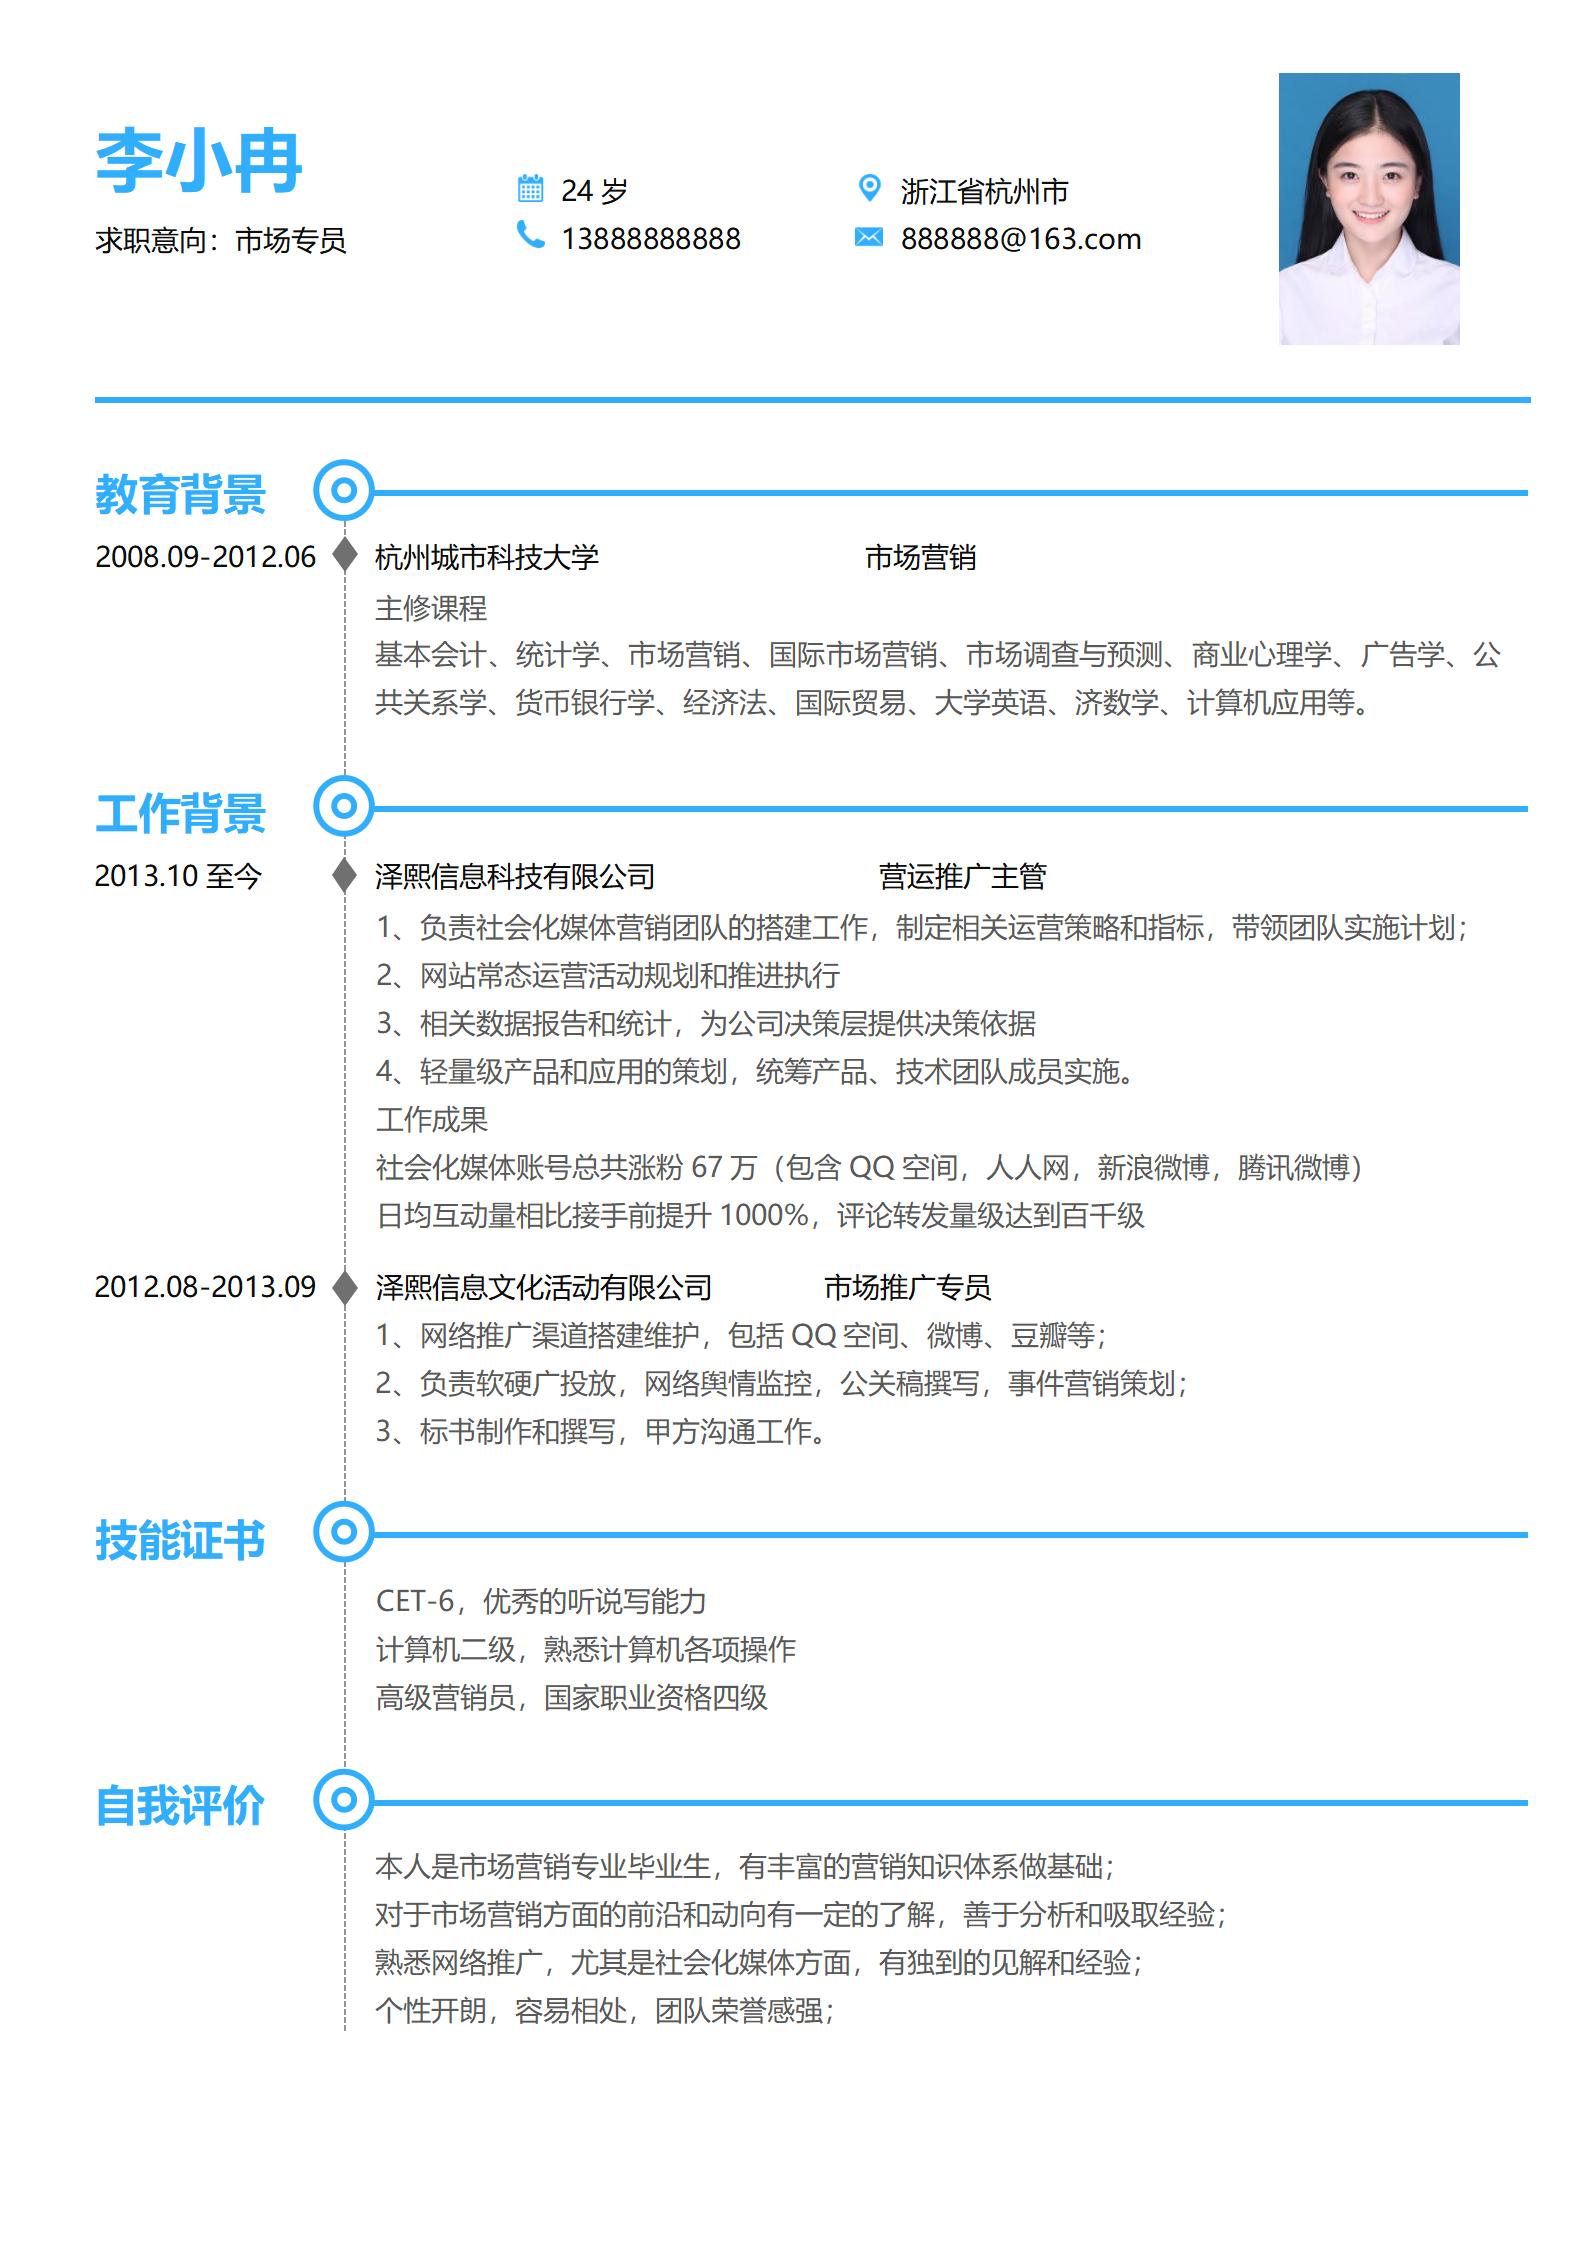 李小冉
求职意向：市场专员
24 岁
浙江省杭州市
13888888888
888888@163.com
教育背景
2008.09-2012.06 杭州城市科技大学 市场营销
主修课程
基本会计、统计学、市场营销、国际市场营销、市场调查与预测、商业心理学、广告学、公
共关系学、货币银行学、经济法、国际贸易、大学英语、济数学、计算机应用等。
工作背景
2013.10 至今 泽熙信息科技有限公司 营运推广主管
1、负责社会化媒体营销团队的搭建工作，制定相关运营策略和指标，带领团队实施计划；
2、网站常态运营活动规划和推进执行
3、相关数据报告和统计，为公司决策层提供决策依据
4、轻量级产品和应用的策划，统筹产品、技术团队成员实施。
工作成果
社会化媒体账号总共涨粉 67 万（包含 QQ 空间，人人网，新浪微博，腾讯微博）
日均互动量相比接手前提升 1000%，评论转发量级达到百千级
2012.08-2013.09 泽熙信息文化活动有限公司 市场推广专员
1、网络推广渠道搭建维护，包括 QQ 空间、微博、豆瓣等；
2、负责软硬广投放，网络舆情监控，公关稿撰写，事件营销策划；
3、标书制作和撰写，甲方沟通工作。
技能证书
CET-6，优秀的听说写能力
计算机二级，熟悉计算机各项操作
高级营销员，国家职业资格四级
自我评价
本人是市场营销专业毕业生，有丰富的营销知识体系做基础；
对于市场营销方面的前沿和动向有一定的了解，善于分析和吸取经验；
熟悉网络推广，尤其是社会化媒体方面，有独到的见解和经验；
个性开朗，容易相处，团队荣誉感强；